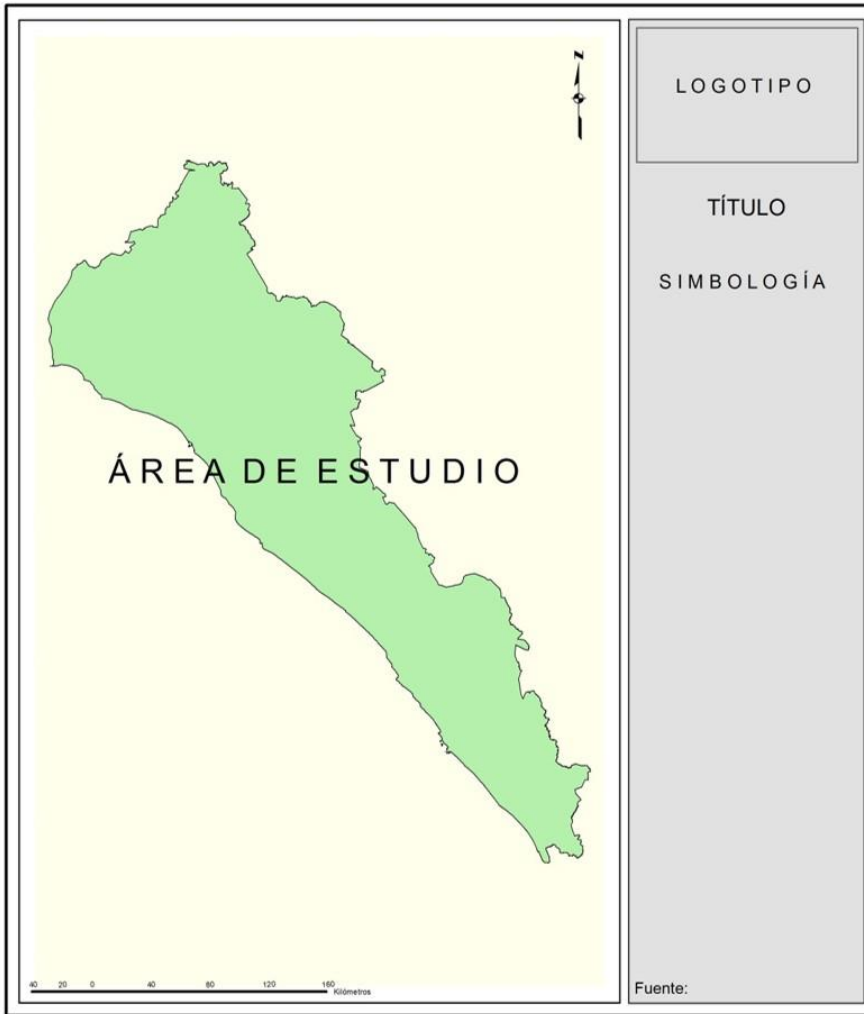 N
LOGOTIPO
TÍTULO
SIMBOLOGÍA
ÁREA DE ESTUDIO
40 20 0 40 80 120 160
Kilómetros
Fuente: